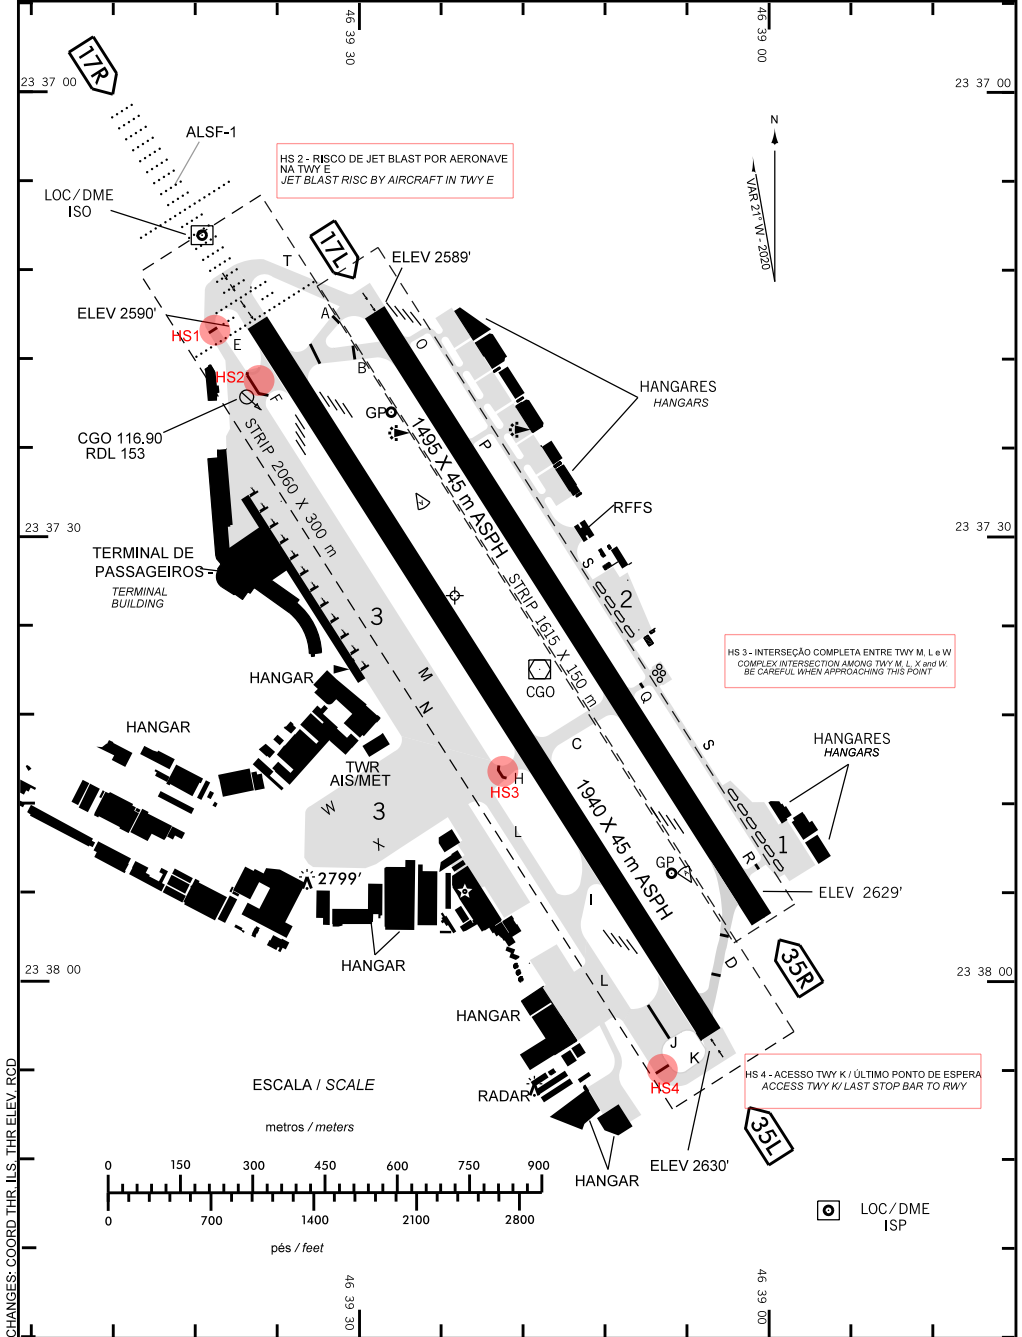 46 39 30
46 39 00
17R
23 37 00
23 37 00
ALSF-1
N
VAR 21° W - 2020
HS 2 - RISCO DE JET BLAST POR AERONAVE
NA TWY E
JET BLAST RISC BY AIRCRAFT IN TWY E
LOC/DME
ISO
17L
T
ELEV 2589'
ELEV 2590'
A
HS1
E
O
B
HS2
F
HANGARES
HANGARS
GP
CGO 116.90
RDL 153
STRIP 2060 X 300 m
1495 X 45 m ASPH
P
RFFS
23 37 30
23 37 30
TERMINAL DE
PASSAGEIROS
TERMINAL
BUILDING
S
STRIP 1615 X 150 m
2
3
HS 3 - INTERSEÇÃO COMPLETA ENTRE TWY M, L e W
COMPLEX INTERSECTION AMONG TWY M, L, X and W.
BE CAREFUL WHEN APPROACHING THIS POINT
HANGAR
M
N
CGO
Q
HANGAR
C
S
HANGARES
HANGARS
TWR
AIS/MET
H
HS3
W
3
X
L
1940 X 45 m ASPH
1
R
GP
2799'
ELEV 2629'
I
HANGAR
35R
23 38 00
23 38 00
L
D
HANGAR
J
K
HS4
HS 4 - ACESSO TWY K / ÚLTIMO PONTO DE ESPERA
ACCESS TWY K/ LAST STOP BAR TO RWY
RADAR
35L
ELEV 2630'
HANGAR
ESCALA / SCALE
metros / meters
0 150 300 450 600 750 900
0 700 1400 2100 2800
pés / feet
LOC/DME
ISP
46 39 30
46 39 00
CHANGES: COORD THR, ILS, THR ELEV, RCD